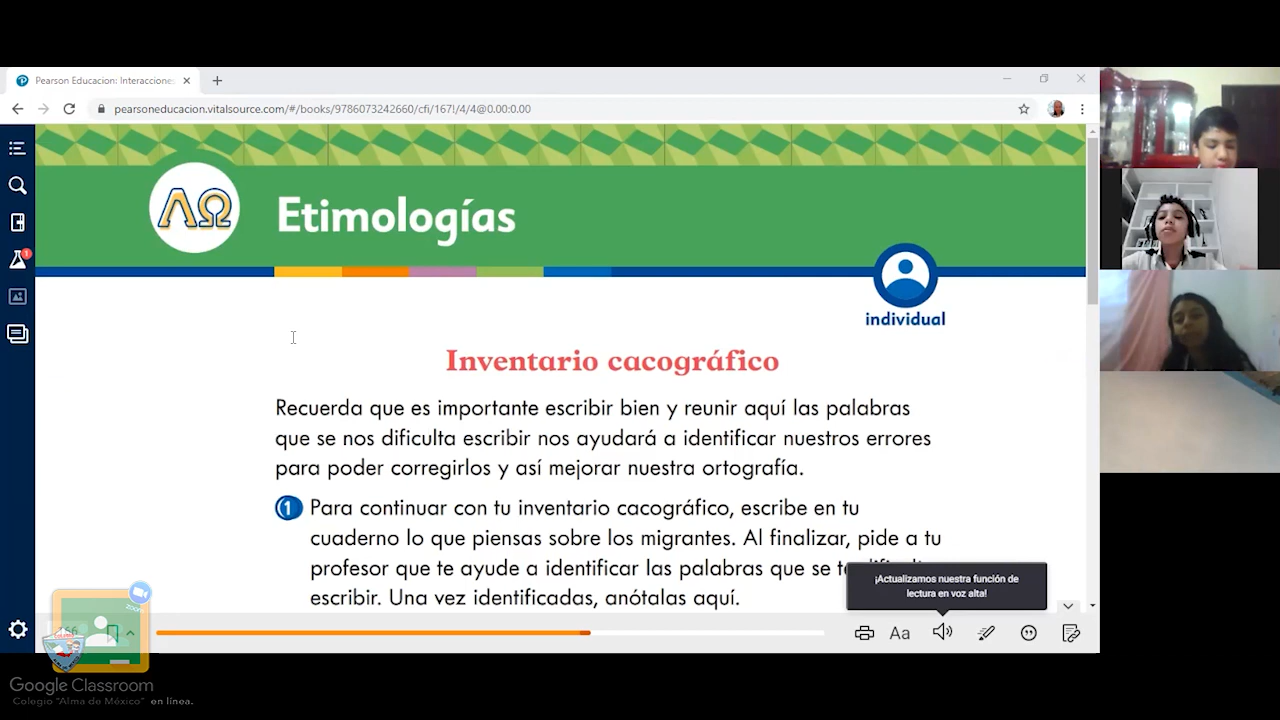 Pearson Educacion: Interaccione
pearsoneducacion.vitalsource.com/#/books/9786073242660/cfi/167!/4/4@0.00:0.00
ΛΩ
Etimologías
individual
Inventario cacográfico
Recuerda que es importante escribir bien y reunir aquí las palabras
que se nos dificulta escribir nos ayudará a identificar nuestros errores
para poder corregirlos y así mejorar nuestra ortografía.
1 Para continuar con tu inventario cacográfico, escribe en tu
cuaderno lo que piensas sobre los migrantes. Al finalizar, pide a tu
profesor que te ayude a identificar las palabras que se
escribir. Una vez identificadas, anótalas aquí.
¡Actualizamos nuestra función de
lectura en voz alta!
Aa
zoom
Google Classroom
Colegio "Alma de México" en línea.